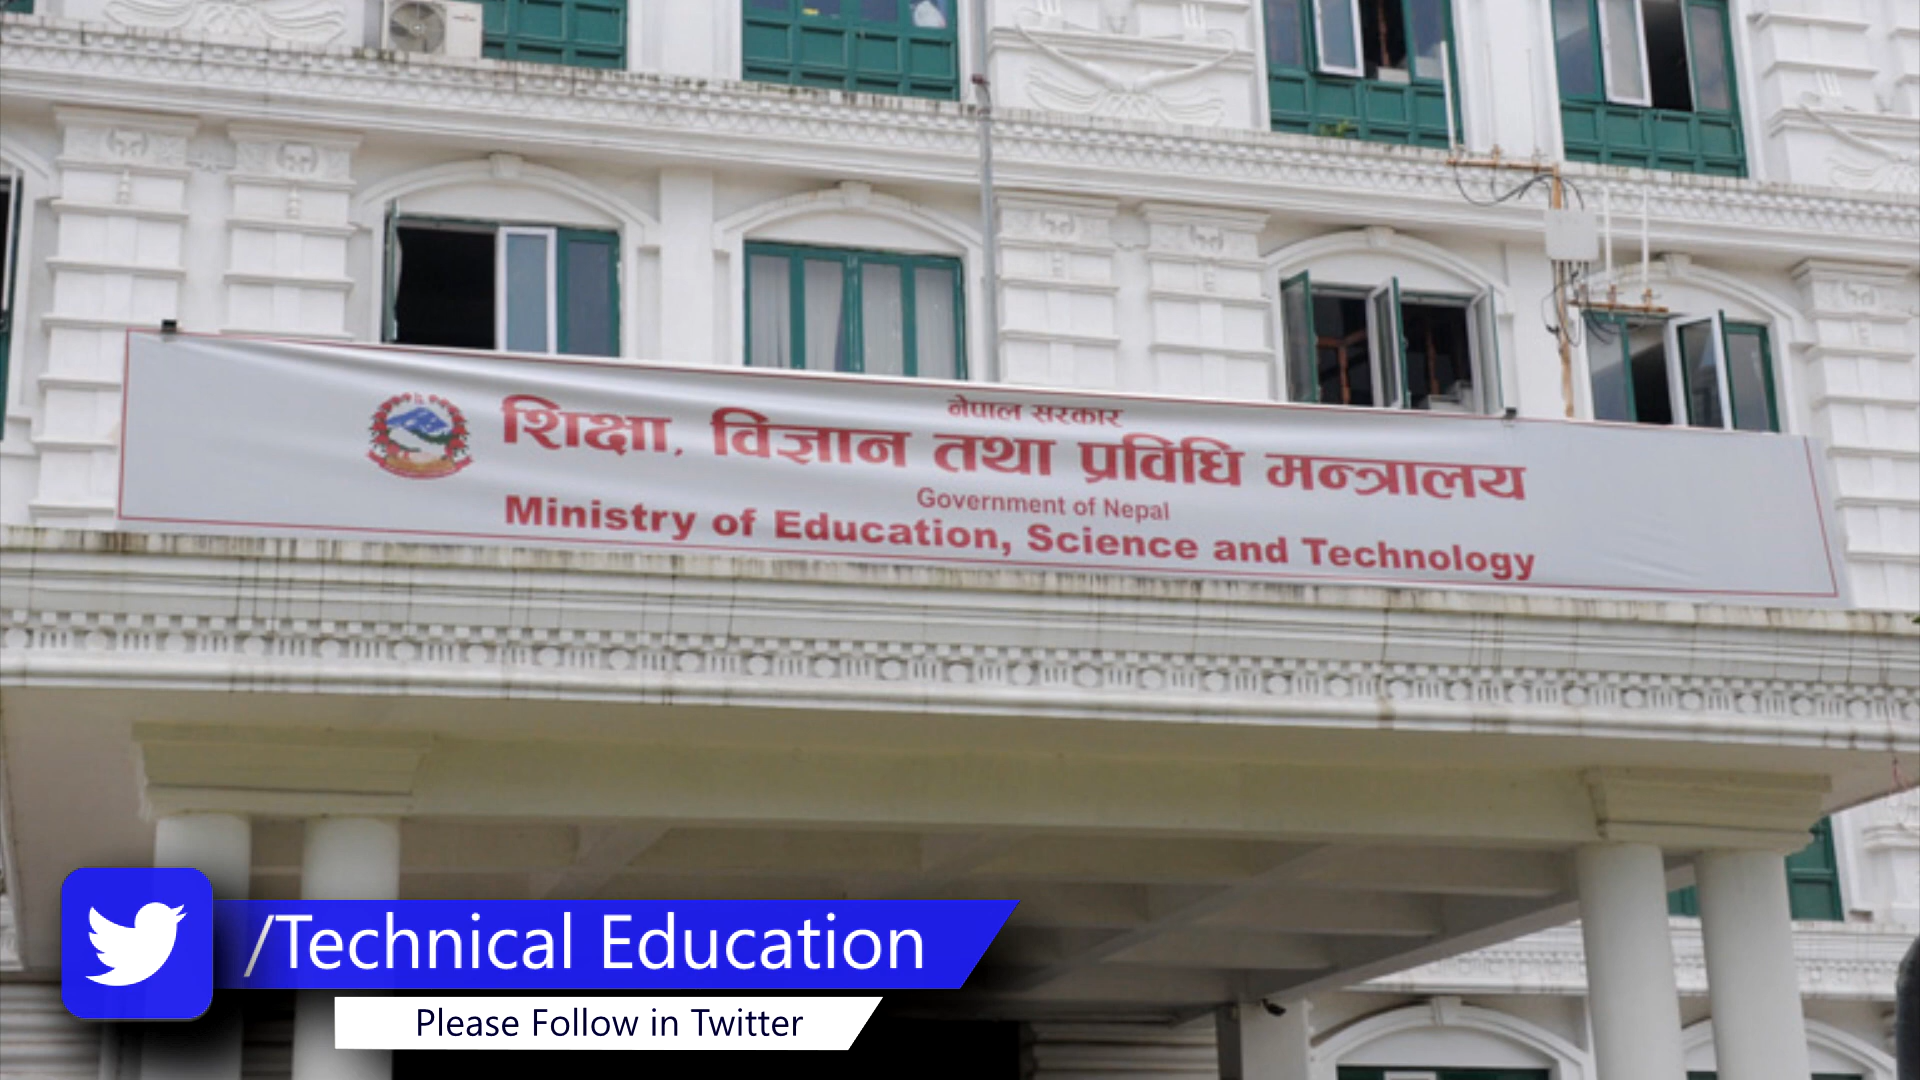 नेपाल सरकार
शिक्षा, विज्ञान तथा प्रविधि मन्त्रालय
Government of Nepal
Ministry of Education, Science and Technology
/Technical Education
Please Follow in Twitter